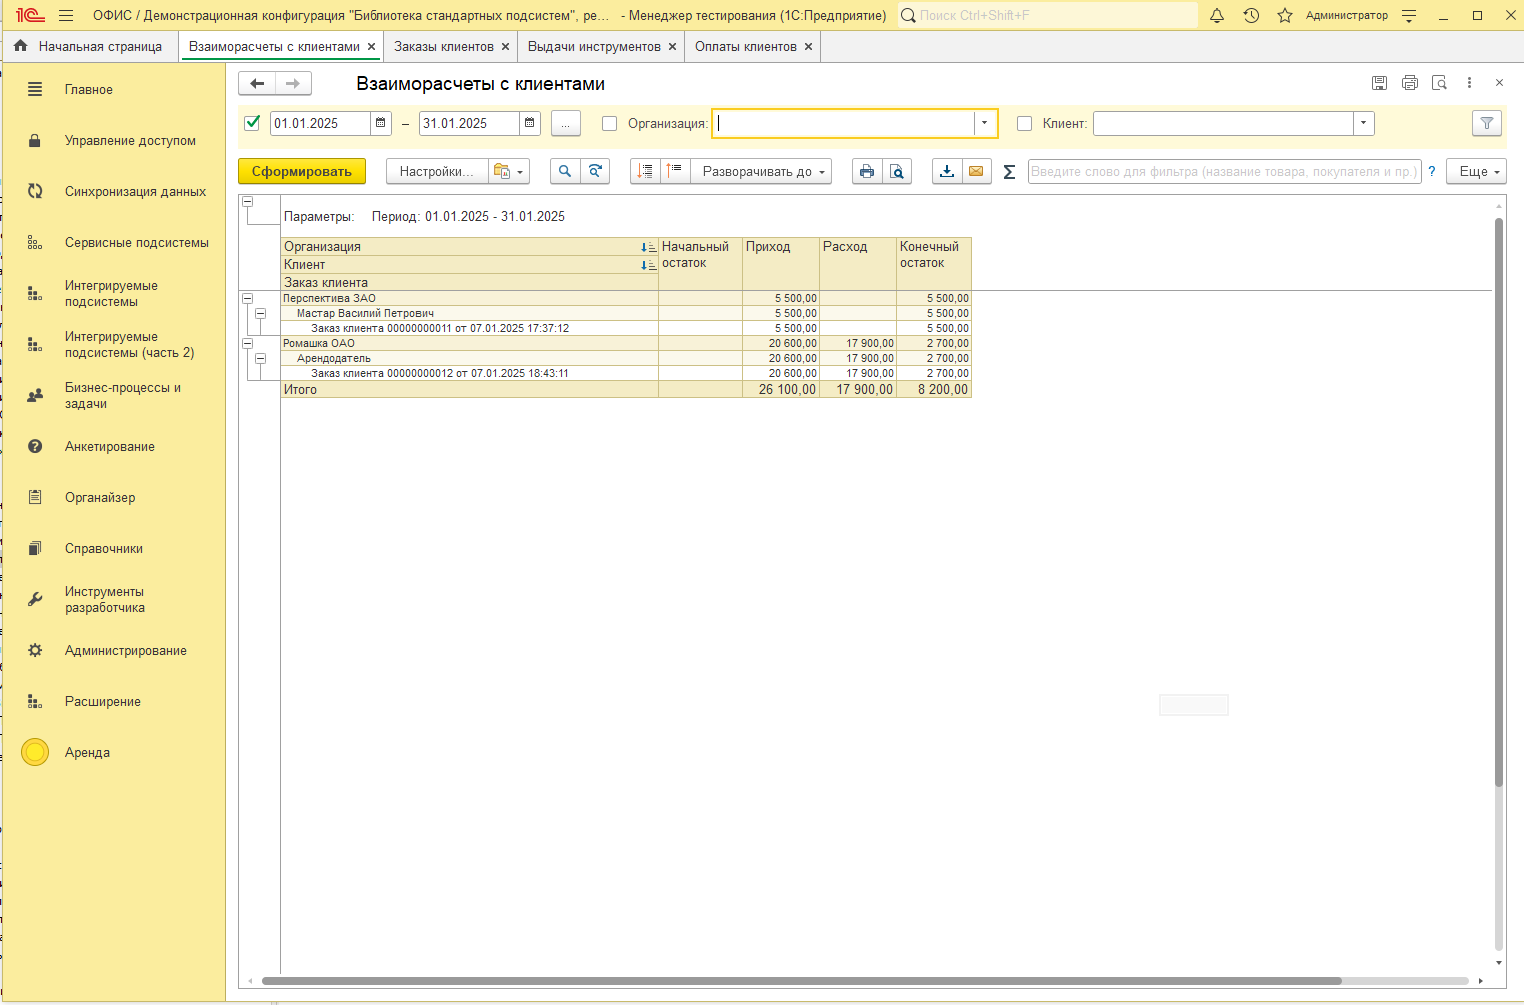 1С ОФИС / Демонстрационная конфигурация "Библиотека стандартных подсистем", ре... - Менеджер тестирования (1С:Предприятие) Поиск Ctrl+Shift+F Администратор
Начальная страница Взаиморасчеты с клиентами Заказы клиентов Выдачи инструментов Оплаты клиентов
Главное
Управление доступом
Синхронизация данных
Сервисные подсистемы
Интегрируемые
подсистемы
Интегрируемые
подсистемы (часть 2)
Бизнес-процессы и
задачи
Анкетирование
Органайзер
Справочники
Инструменты
разработчика
Администрирование
Расширение
Аренда
Взаиморасчеты с клиентами
01.01.2025 – 31.01.2025 ... Организация: Клиент:
Сформировать Настройки... Разворачивать до Σ Введите слово для фильтра (название товара, покупателя и пр.) ? Еще
Параметры: Период: 01.01.2025 - 31.01.2025
Организация Начальный Приход Расход Конечный
Клиент остаток остаток
Заказ клиента
Перспектива ЗАО 5 500,00 5 500,00
Мастар Василий Петрович 5 500,00 5 500,00
Заказ клиента 00000000011 от 07.01.2025 17:37:12 5 500,00 5 500,00
Ромашка ОАО 20 600,00 17 900,00 2 700,00
Арендодатель 20 600,00 17 900,00 2 700,00
Заказ клиента 00000000012 от 07.01.2025 18:43:11 20 600,00 17 900,00 2 700,00
Итого 26 100,00 17 900,00 8 200,00